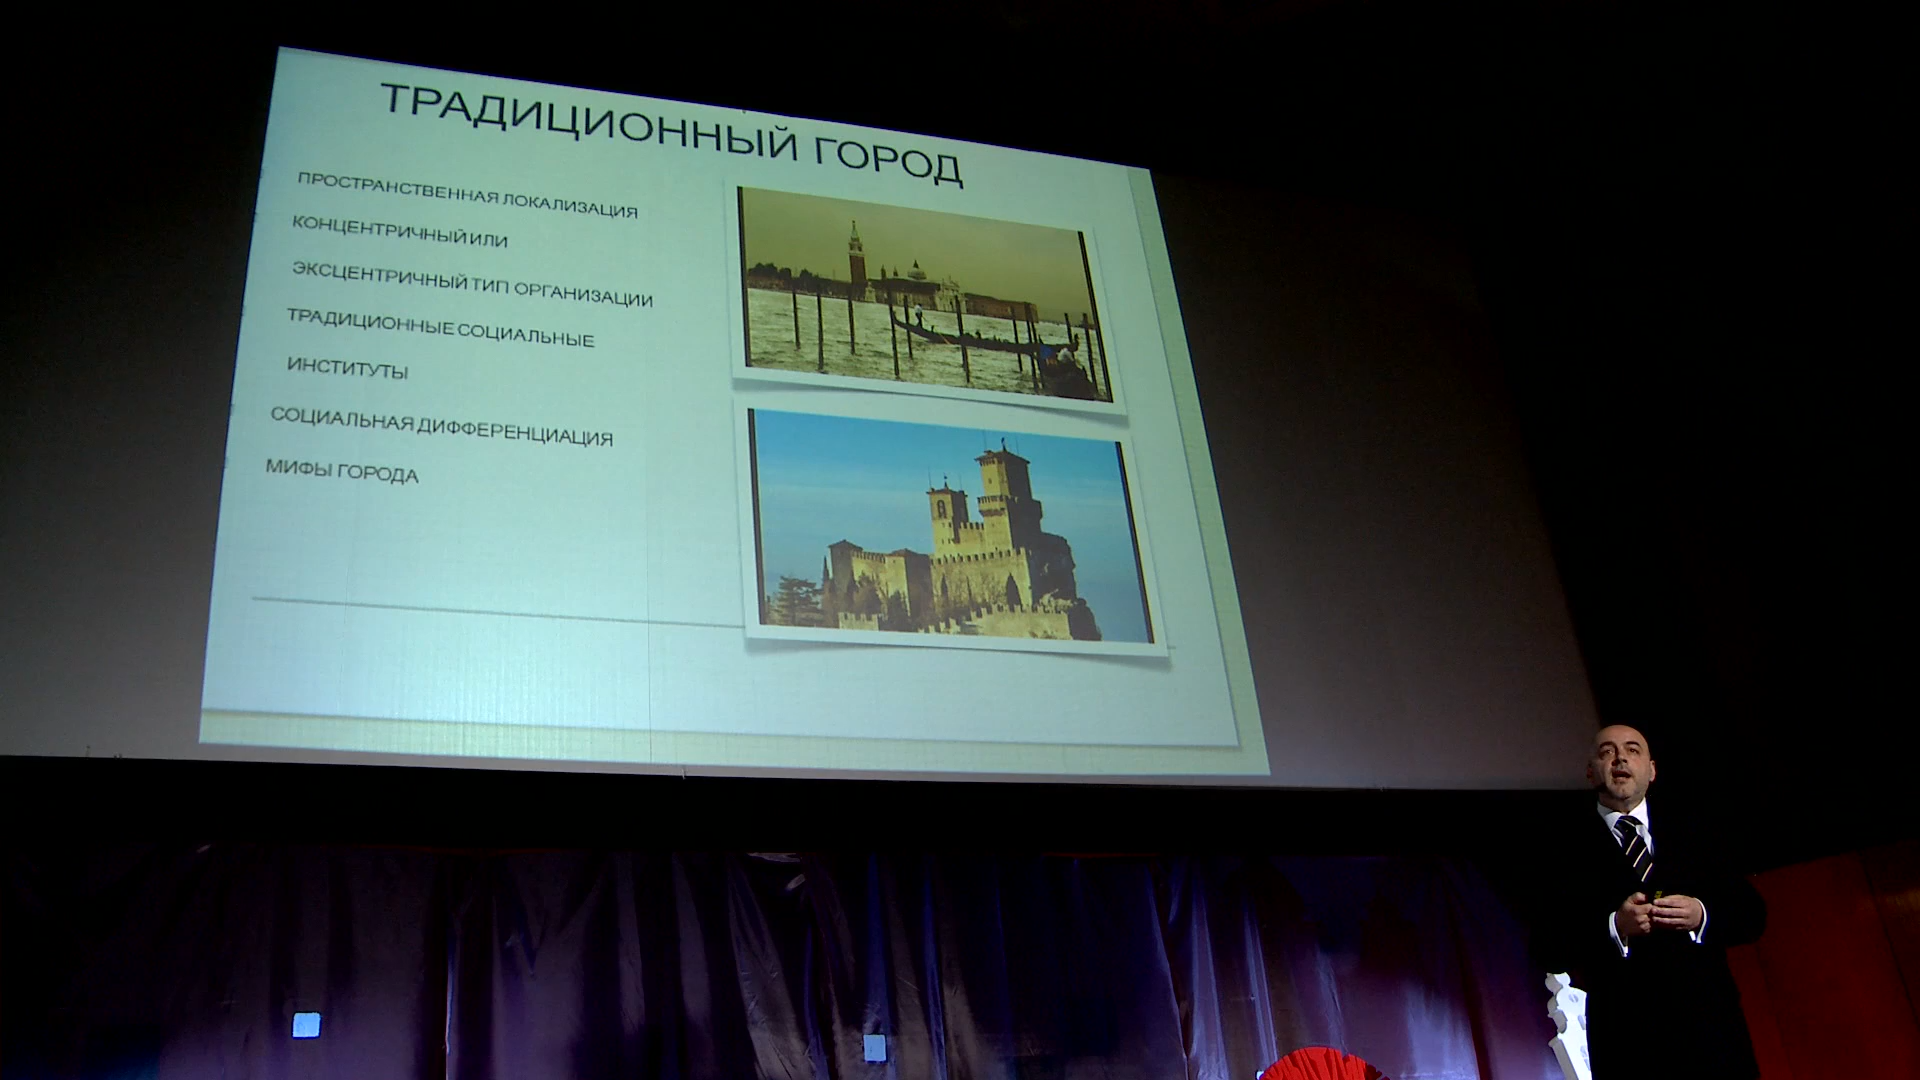 ТРАДИЦИОННЫЙ ГОРОД
ПРОСТРАНСТВЕННАЯ ЛОКАЛИЗАЦИЯ
КОНЦЕНТРИЧНЫЙ ИЛИ
ЭКСЦЕНТРИЧНЫЙ ТИП ОРГАНИЗАЦИИ
ТРАДИЦИОННЫЕ СОЦИАЛЬНЫЕ
ИНСТИТУТЫ
СОЦИАЛЬНАЯ ДИФФЕРЕНЦИАЦИЯ
МИФЫ ГОРОДА